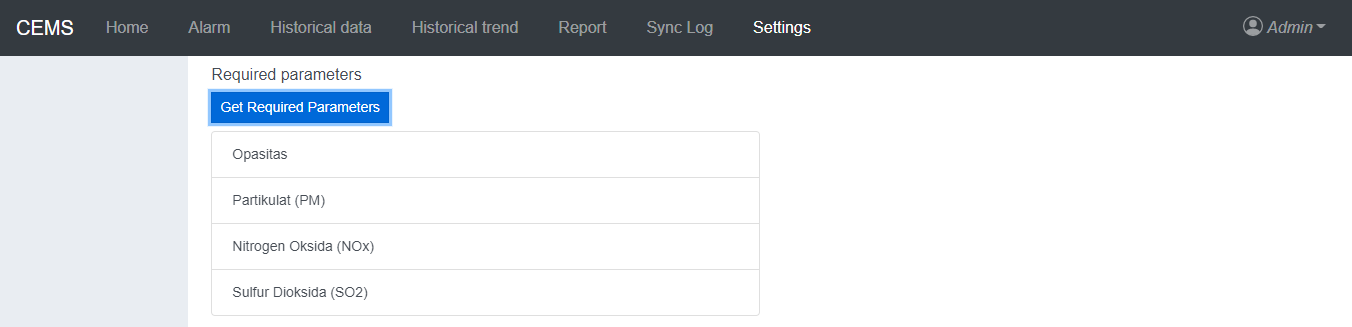 CEMS Home Alarm Historical data Historical trend Report Sync Log Settings Admin
Required parameters
Get Required Parameters
Opasitas
Partikulat (PM)
Nitrogen Oksida (NOx)
Sulfur Dioksida (SO2)